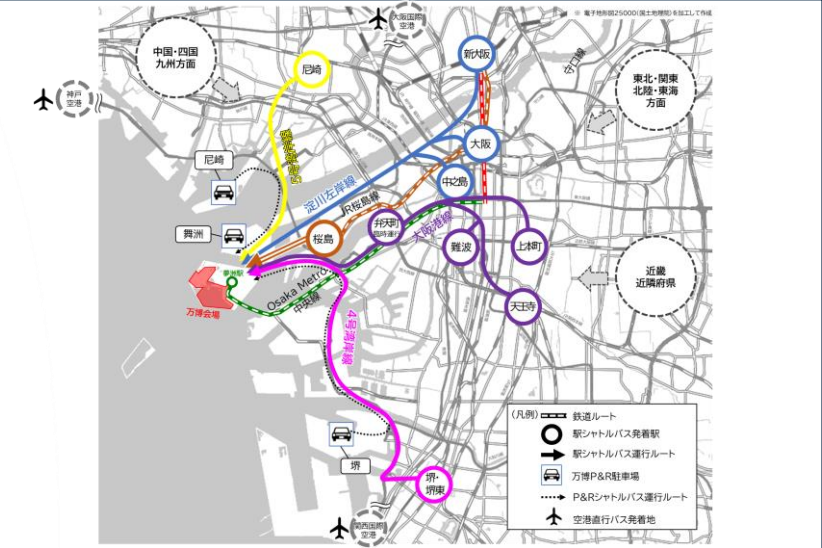 ※ 電子地形図25000(国土地理院)を加工して作成
大阪国際
空港
中国・四国
九州方面
尼崎
新大阪
守口線
東北・関東
北陸・東海
方面
神戸
空港
大阪
尼崎
中之島
淀川左岸線
JR桜島線
舞洲
桜島
弁天町
臨時運行
大阪港線
難波
上本町
夢洲駅
近畿
近隣府県
Osaka Metro
中央線
万博会場
天王寺
4号湾岸線
(凡例)
鉄道ルート
駅シャトルバス発着駅
駅シャトルバス運行ルート
万博P&R駐車場
P&Rシャトルバス運行ルート
空港直行バス発着地
堺
堺・
堺東
関西国際
空港